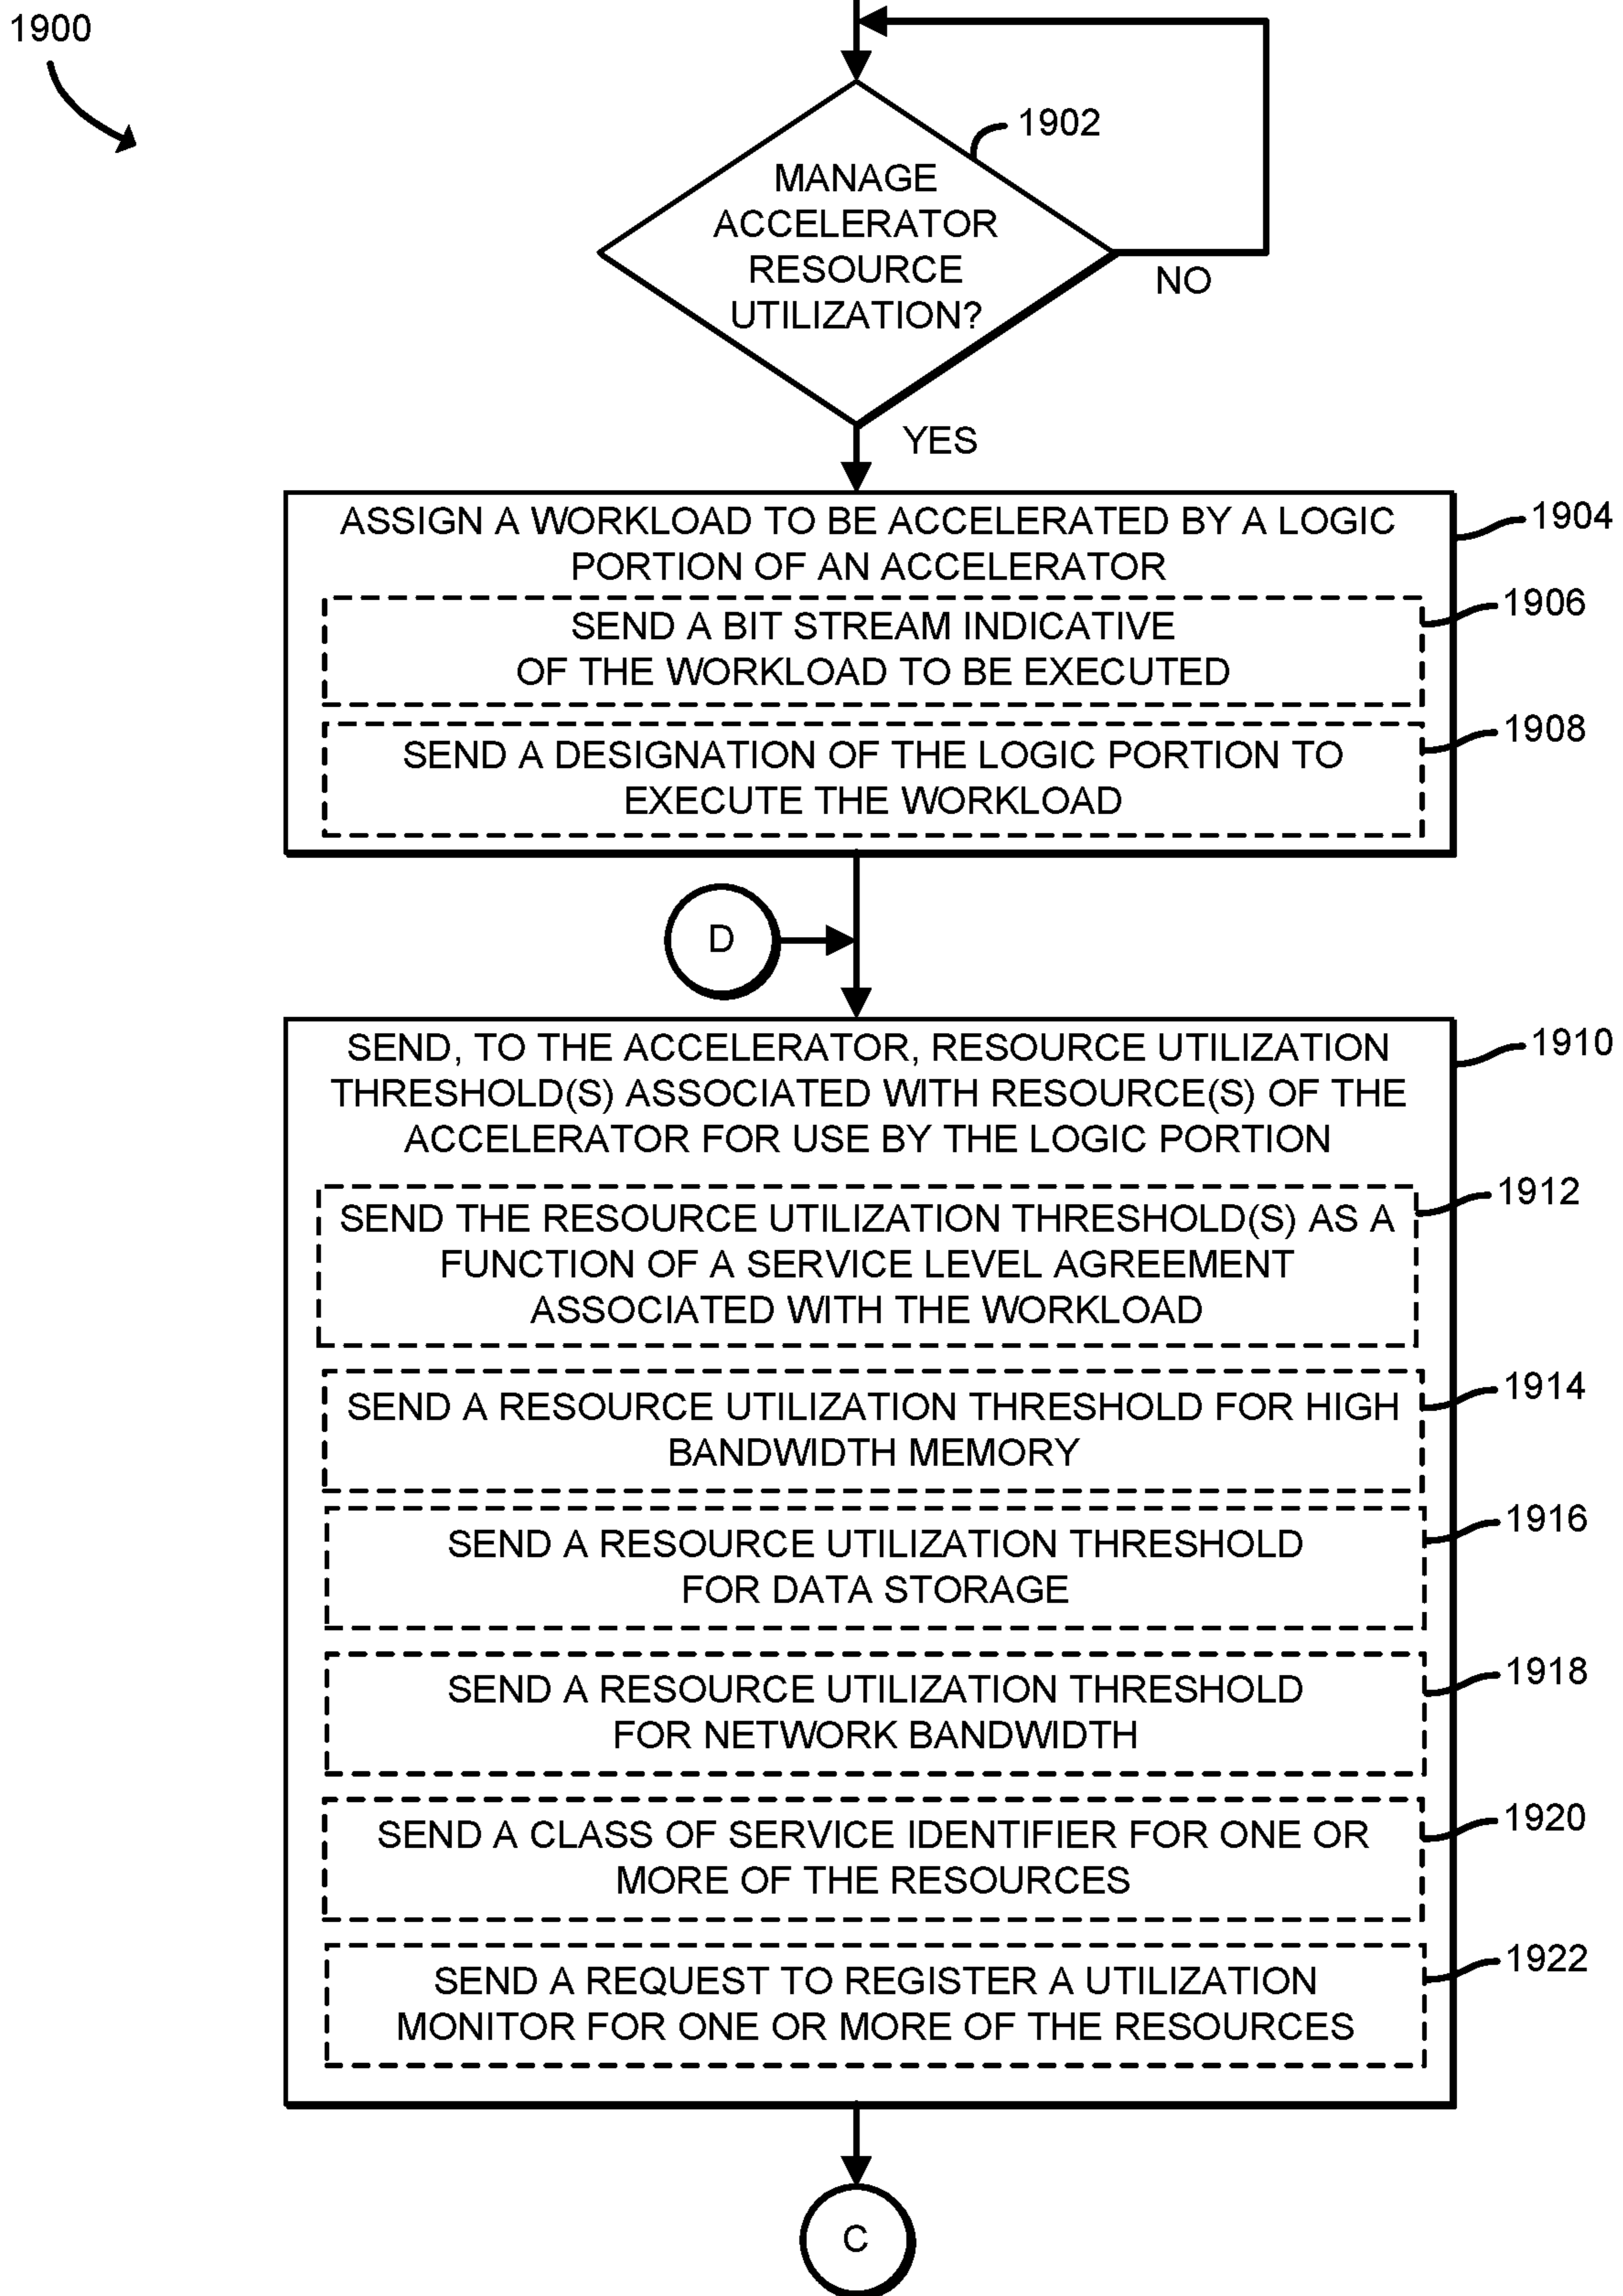 1900
1902
MANAGE
ACCELERATOR
RESOURCE
UTILIZATION?
NO
YES
ASSIGN A WORKLOAD TO BE ACCELERATED BY A LOGIC
PORTION OF AN ACCELERATOR
1904
SEND A BIT STREAM INDICATIVE
OF THE WORKLOAD TO BE EXECUTED
1906
SEND A DESIGNATION OF THE LOGIC PORTION TO
EXECUTE THE WORKLOAD
1908
D
SEND, TO THE ACCELERATOR, RESOURCE UTILIZATION
THRESHOLD(S) ASSOCIATED WITH RESOURCE(S) OF THE
ACCELERATOR FOR USE BY THE LOGIC PORTION
1910
SEND THE RESOURCE UTILIZATION THRESHOLD(S) AS A
FUNCTION OF A SERVICE LEVEL AGREEMENT
ASSOCIATED WITH THE WORKLOAD
1912
SEND A RESOURCE UTILIZATION THRESHOLD FOR HIGH
BANDWIDTH MEMORY
1914
SEND A RESOURCE UTILIZATION THRESHOLD
FOR DATA STORAGE
1916
SEND A RESOURCE UTILIZATION THRESHOLD
FOR NETWORK BANDWIDTH
1918
SEND A CLASS OF SERVICE IDENTIFIER FOR ONE OR
MORE OF THE RESOURCES
1920
SEND A REQUEST TO REGISTER A UTILIZATION
MONITOR FOR ONE OR MORE OF THE RESOURCES
1922
C